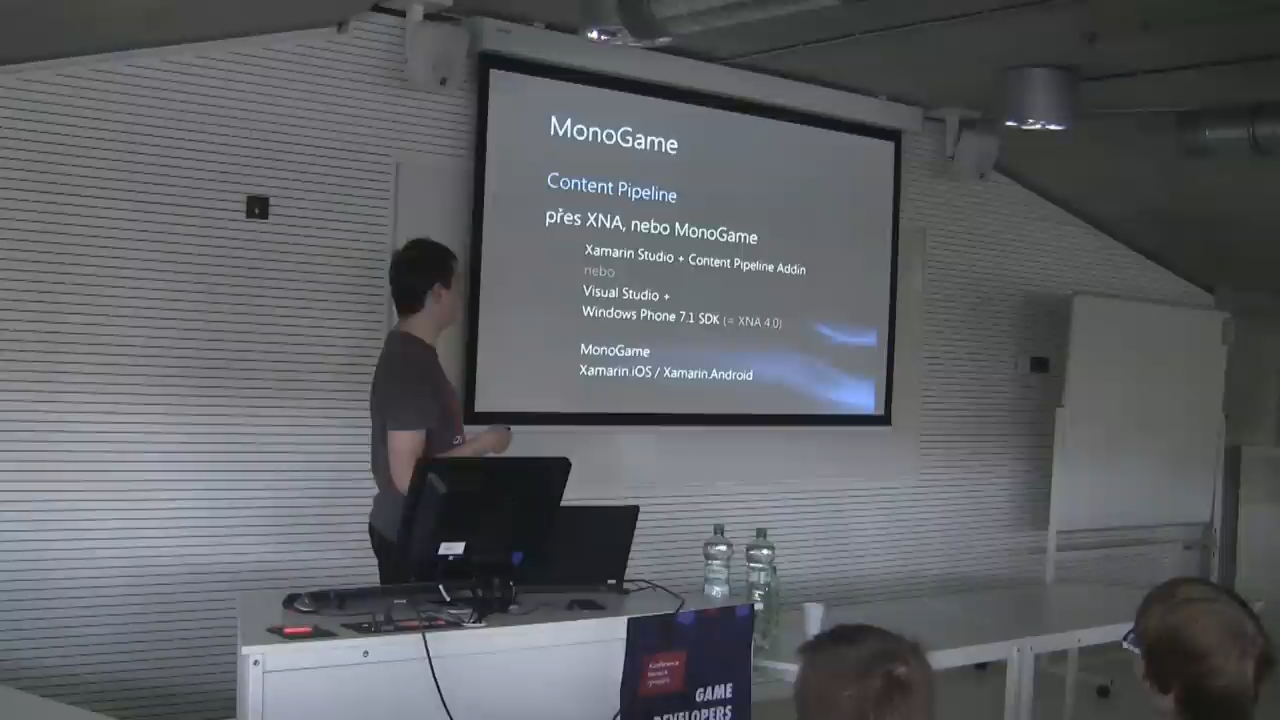 MonoGame
Content Pipeline
přes XNA, nebo MonoGame
Xamarin Studio + Content Pipeline Addin
nebo
Visual Studio +
Windows Phone 7.1 SDK (= XNA 4.0)
MonoGame
Xamarin.iOS / Xamarin.Android
GAME
DEVELOPERS